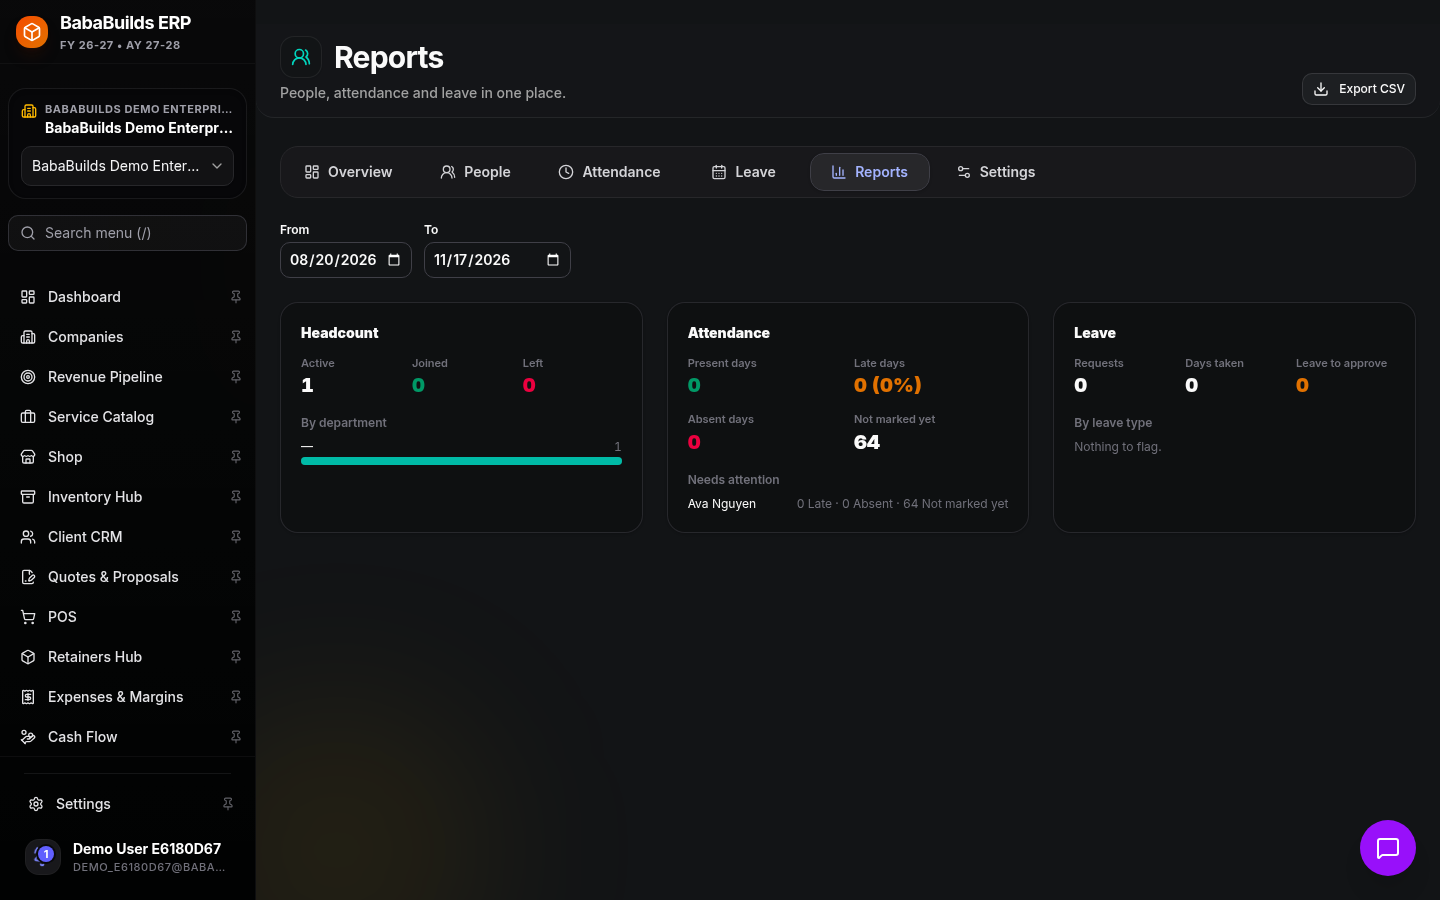 BabaBuilds ERP
FY 26-27 • AY 27-28
BABABUILDS DEMO ENTERPRI...
BabaBuilds Demo Enterpr...
BabaBuilds Demo Enter...
Search menu (/)
Dashboard
Companies
Revenue Pipeline
Service Catalog
Shop
Inventory Hub
Client CRM
Quotes & Proposals
POS
Retainers Hub
Expenses & Margins
Cash Flow
Settings
1
Demo User E6180D67
DEMO_E6180D67@BABA...
Reports
People, attendance and leave in one place.
Export CSV
Overview People Attendance Leave Reports Settings
From To
08/20/2026 11/17/2026
Headcount
Active Joined Left
1 0 0
By department
— 1
Attendance
Present days Late days
0 0 (0%)
Absent days Not marked yet
0 64
Needs attention
Ava Nguyen 0 Late · 0 Absent · 64 Not marked yet
Leave
Requests Days taken Leave to approve
0 0 0
By leave type
Nothing to flag.